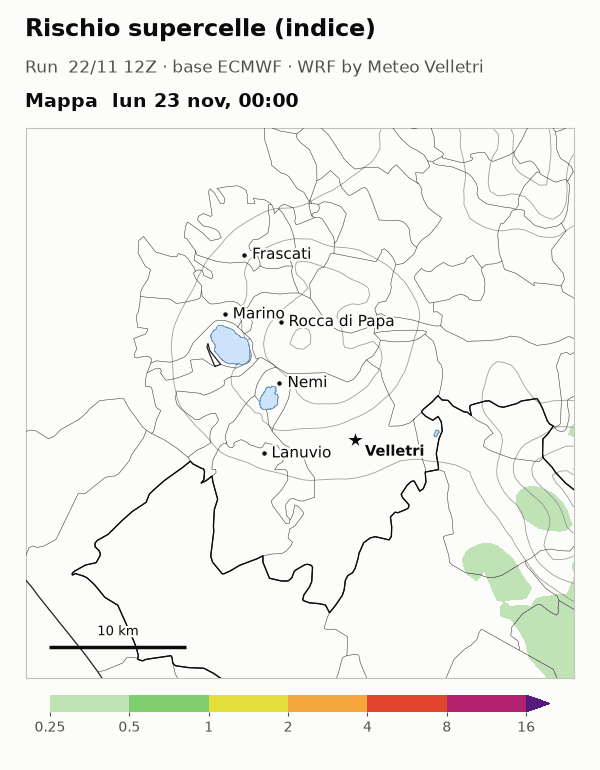 Rischio supercelle (indice)
Run  22/11 12Z · base ECMWF · WRF by Meteo Velletri
Mappa  lun 23 nov, 00:00
Frascati
Marino
Rocca di Papa
Nemi
Velletri
Lanuvio
10 km
0.25 0.5 1 2 4 8 16